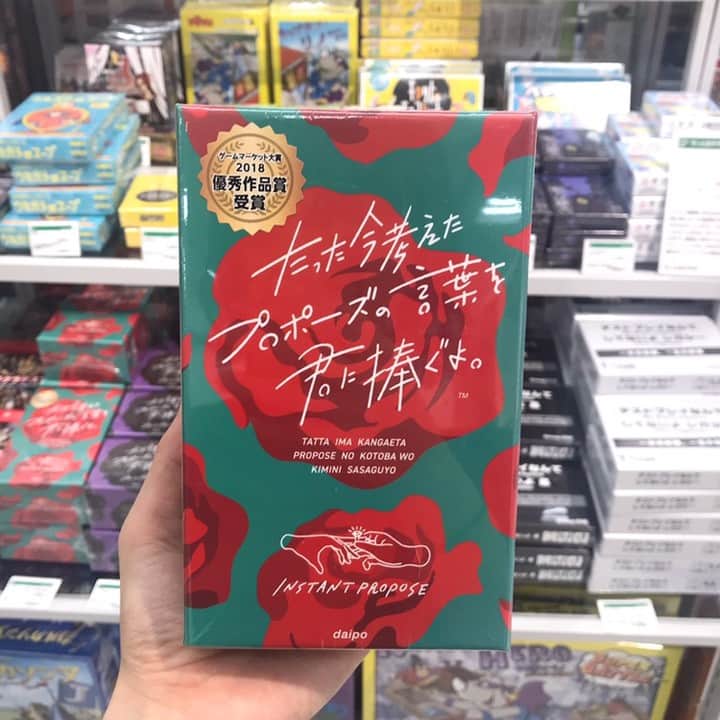 ゲームマーケット大賞
2018
優秀作品賞
受賞
たった今考えた
プロポーズの言葉を
君に捧ぐよ。
TM
TATTA IMA KANGAETA
PROPOSE NO KOTOBA WO
KIMINI SASAGUYO
INSTANT PROPOSE
daipo